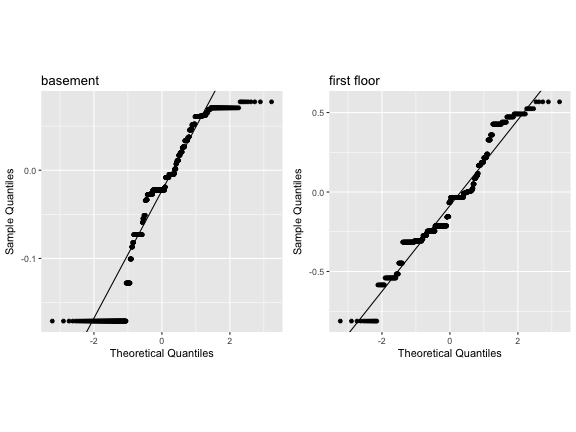 basement
Sample Quantiles
0.0
-0.1
-2
0
2
Theoretical Quantiles
first floor
Sample Quantiles
0.5
0.0
-0.5
-2
0
2
Theoretical Quantiles